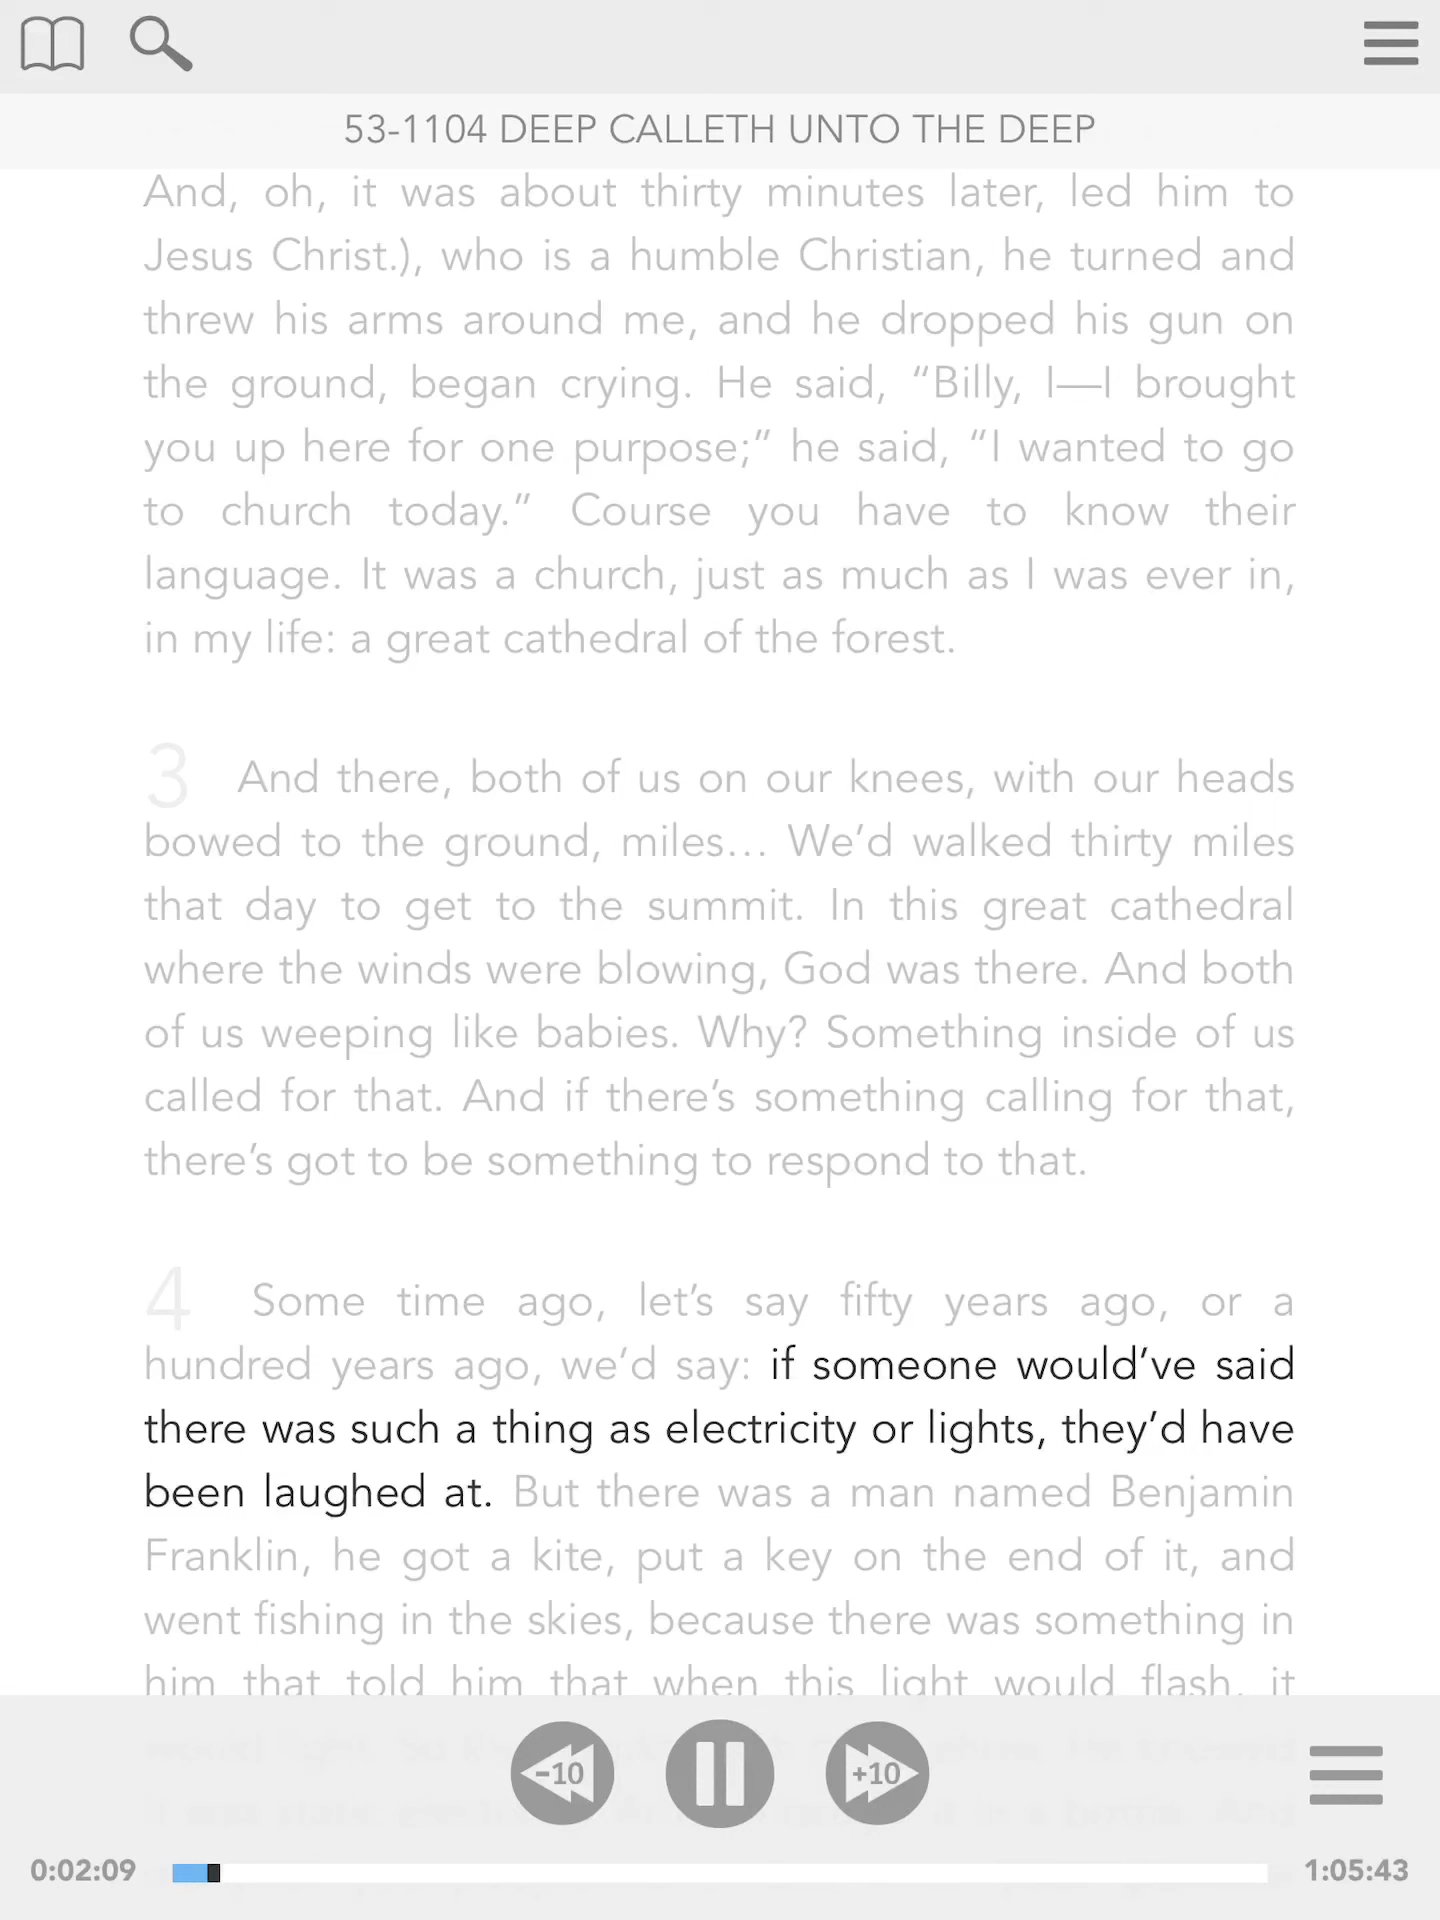 53-1104 DEEP CALLETH UNTO THE DEEP
And, oh, it was about thirty minutes later, led him to
Jesus Christ.), who is a humble Christian, he turned and
threw his arms around me, and he dropped his gun on
the ground, began crying. He said, “Billy, I—I brought
you up here for one purpose;” he said, “I wanted to go
to church today.” Course you have to know their
language. It was a church, just as much as I was ever in,
in my life: a great cathedral of the forest.
3 And there, both of us on our knees, with our heads
bowed to the ground, miles… We’d walked thirty miles
that day to get to the summit. In this great cathedral
where the winds were blowing, God was there. And both
of us weeping like babies. Why? Something inside of us
called for that. And if there’s something calling for that,
there’s got to be something to respond to that.
4 Some time ago, let’s say fifty years ago, or a
hundred years ago, we’d say: if someone would’ve said
there was such a thing as electricity or lights, they’d have
been laughed at. But there was a man named Benjamin
Franklin, he got a kite, put a key on the end of it, and
went fishing in the skies, because there was something in
him that told him that when this light would flash, it
-10 +10
0:02:09 1:05:43